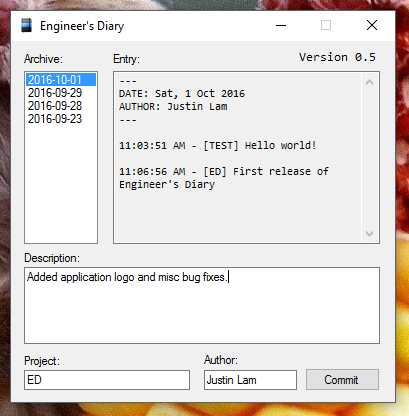 Engineer's Diary
Archive:
Entry:
Version 0.5
2016-10-01
2016-09-29
2016-09-28
2016-09-23
---
DATE: Sat, 1 Oct 2016
AUTHOR: Justin Lam
---
11:03:51 AM - [TEST] Hello world!
11:06:56 AM - [ED] First release of
Engineer's Diary
Description:
Added application logo and misc bug fixes.
Project:
Author:
ED
Justin Lam
Commit